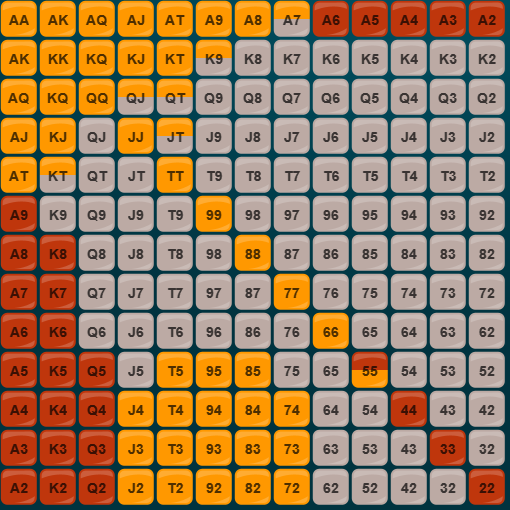 AA AK AQ AJ AT A9 A8 A7 A6 A5 A4 A3 A2
AK KK KQ KJ KT K9 K8 K7 K6 K5 K4 K3 K2
AQ KQ QQ QJ QT Q9 Q8 Q7 Q6 Q5 Q4 Q3 Q2
AJ KJ QJ JJ JT J9 J8 J7 J6 J5 J4 J3 J2
AT KT QT JT TT T9 T8 T7 T6 T5 T4 T3 T2
A9 K9 Q9 J9 T9 99 98 97 96 95 94 93 92
A8 K8 Q8 J8 T8 98 88 87 86 85 84 83 82
A7 K7 Q7 J7 T7 97 87 77 76 75 74 73 72
A6 K6 Q6 J6 T6 96 86 76 66 65 64 63 62
A5 K5 Q5 J5 T5 95 85 75 65 55 54 53 52
A4 K4 Q4 J4 T4 94 84 74 64 54 44 43 42
A3 K3 Q3 J3 T3 93 83 73 63 53 43 33 32
A2 K2 Q2 J2 T2 92 82 72 62 52 42 32 22